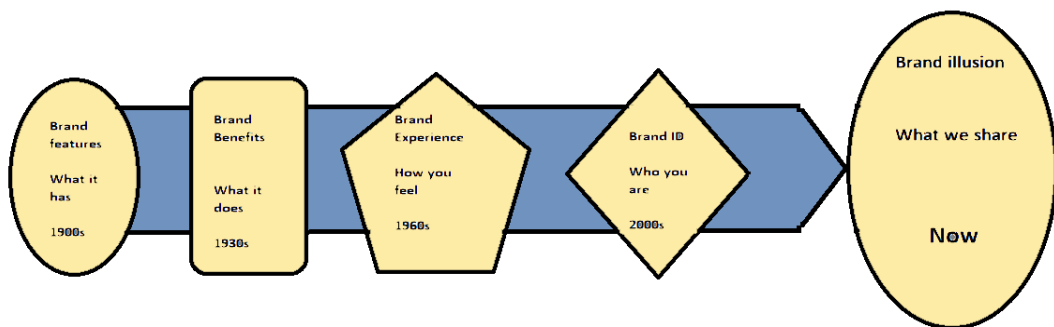 Brand
features
What it
has
1900s
Brand
Benefits
What it
does
1930s
Brand
Experience
How you
feel
1960s
Brand ID
Who you
are
2000s
Brand illusion
What we share
Now